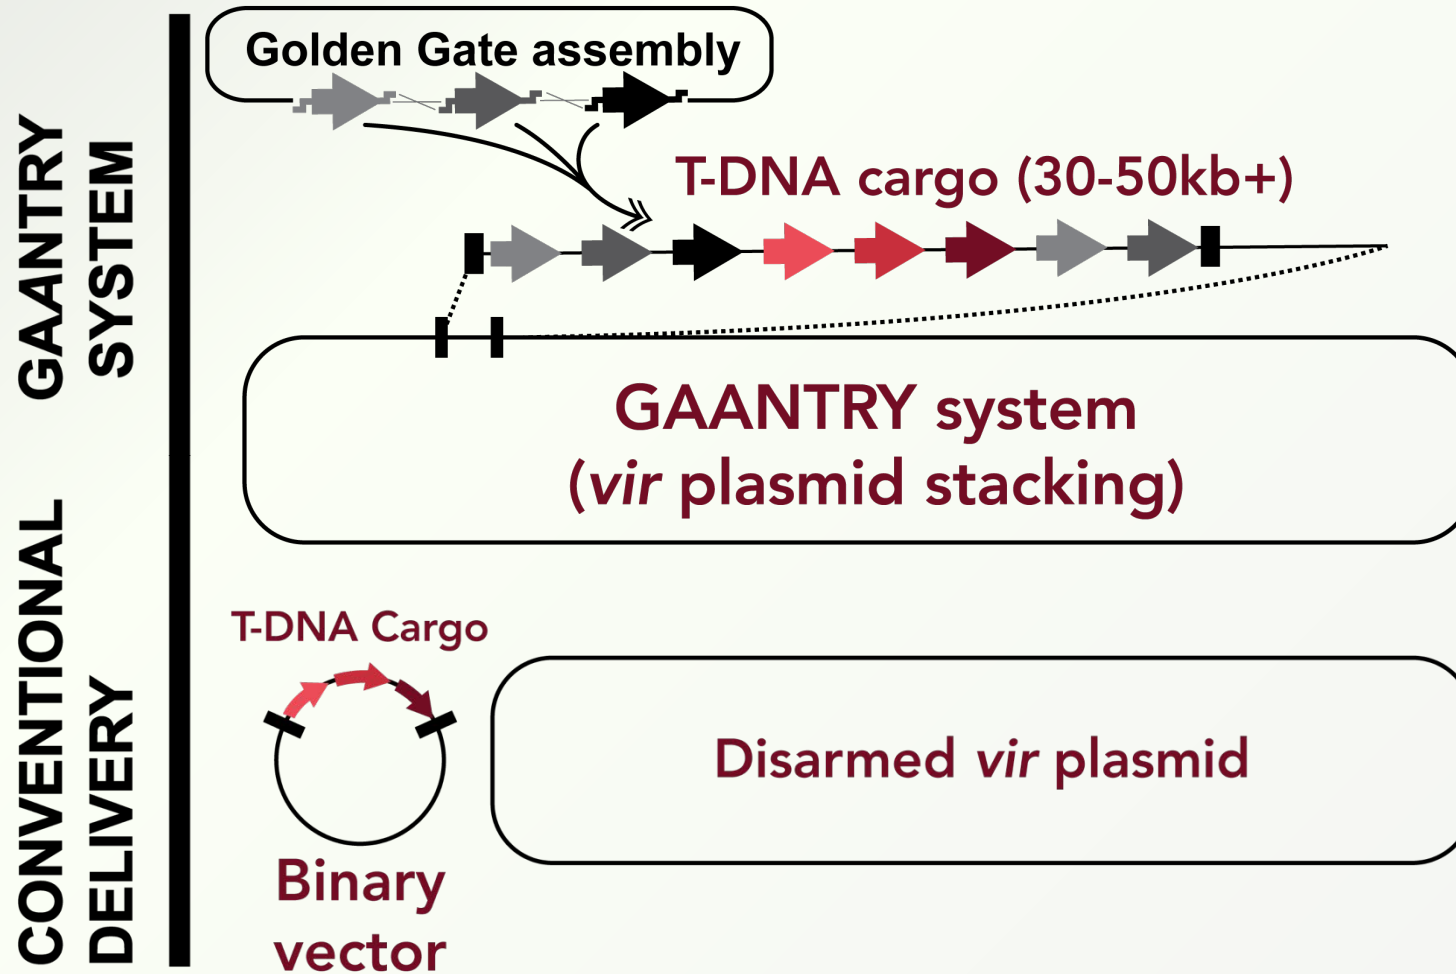 GAANTRY
SYSTEM
Golden Gate assembly
T-DNA cargo (30-50kb+)
GAANTRY system
(vir plasmid stacking)
CONVENTIONAL
DELIVERY
T-DNA Cargo
Binary
vector
Disarmed vir plasmid